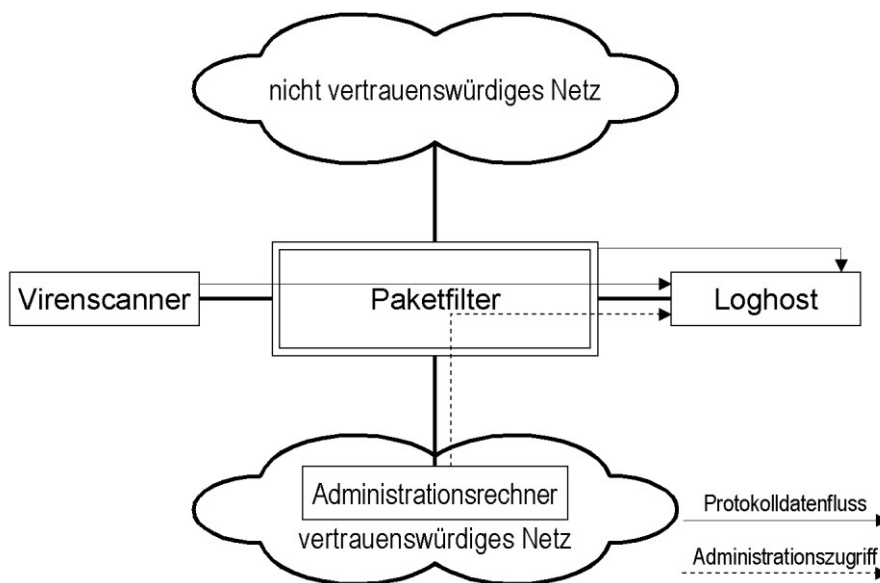 nicht vertrauenswürdiges Netz
Virenscanner
Paketfilter
Loghost
Administrationsrechner
vertrauenswürdiges Netz
Protokolldatenfluss
Administrationszugriff